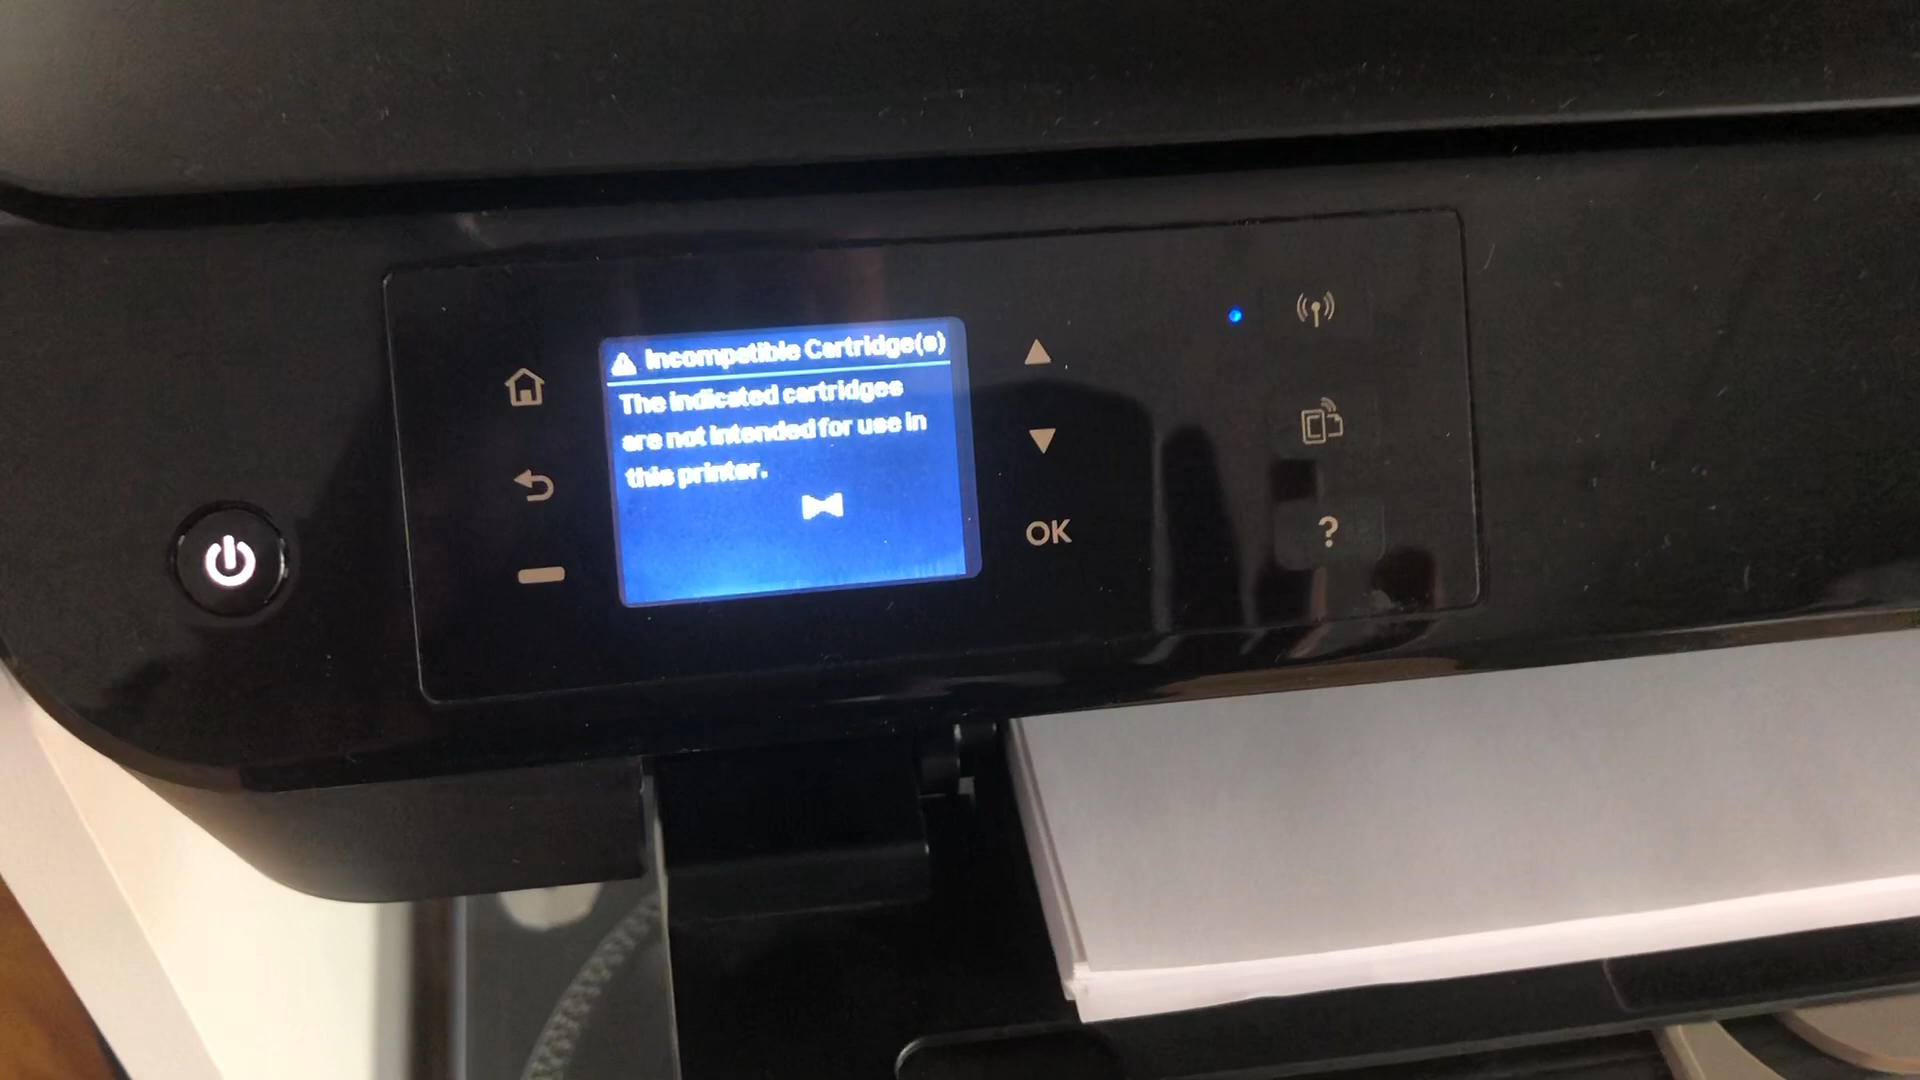 Incompatible Cartridge(s)
The indicated cartridges
are not intended for use in
this printer.
OK
?